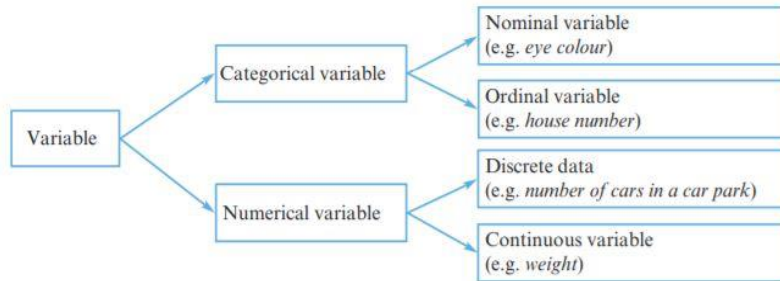 Variable
Categorical variable
Numerical variable
Nominal variable
(e.g. eye colour)
Ordinal variable
(e.g. house number)
Discrete data
(e.g. number of cars in a car park)
Continuous variable
(e.g. weight)